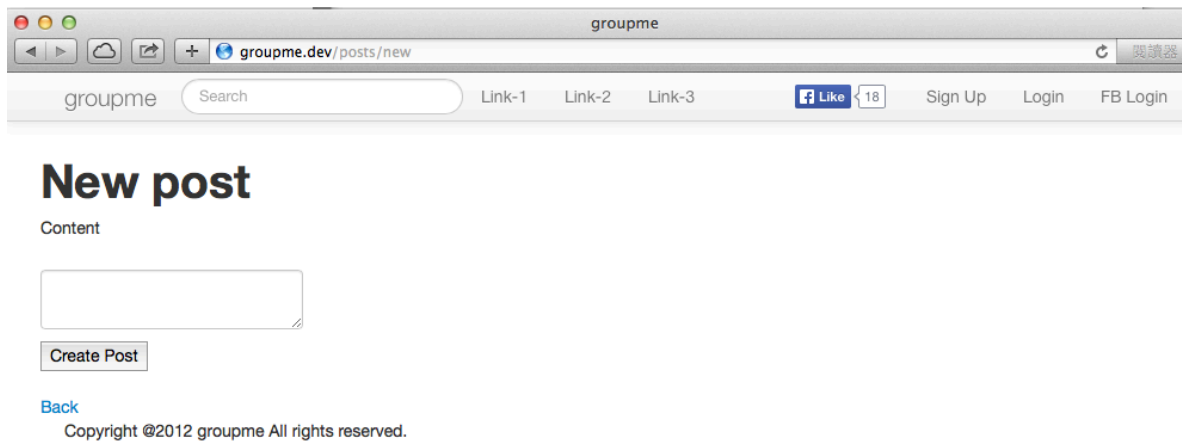 groupme
groupme.dev/posts/new 閱讀器
groupme Search Link-1 Link-2 Link-3 Like 18 Sign Up Login FB Login
New post
Content
Create Post
Back
Copyright @2012 groupme All rights reserved.